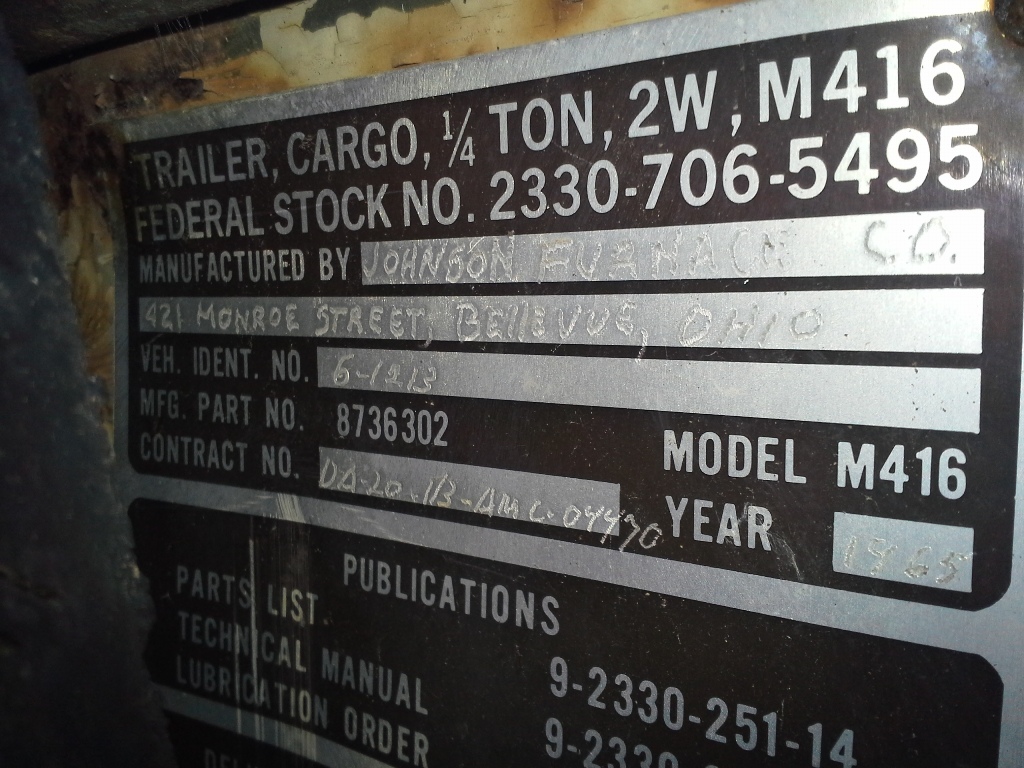 TRAILER, CARGO, 1/4 TON, 2W, M416
FEDERAL STOCK NO. 2330-706-5495
MANUFACTURED BY JOHNSON FURNACE CO.
421 MONROE STREET, BELLEVUE, OHIO
VEH. IDENT. NO. 6-1213
MFG. PART NO. 8736302
MODEL M416
CONTRACT NO. DA-20-113-AMC-04470
YEAR 1965
PUBLICATIONS
PARTS LIST
TECHNICAL MANUAL 9-2330-251-14
LUBRICATION ORDER